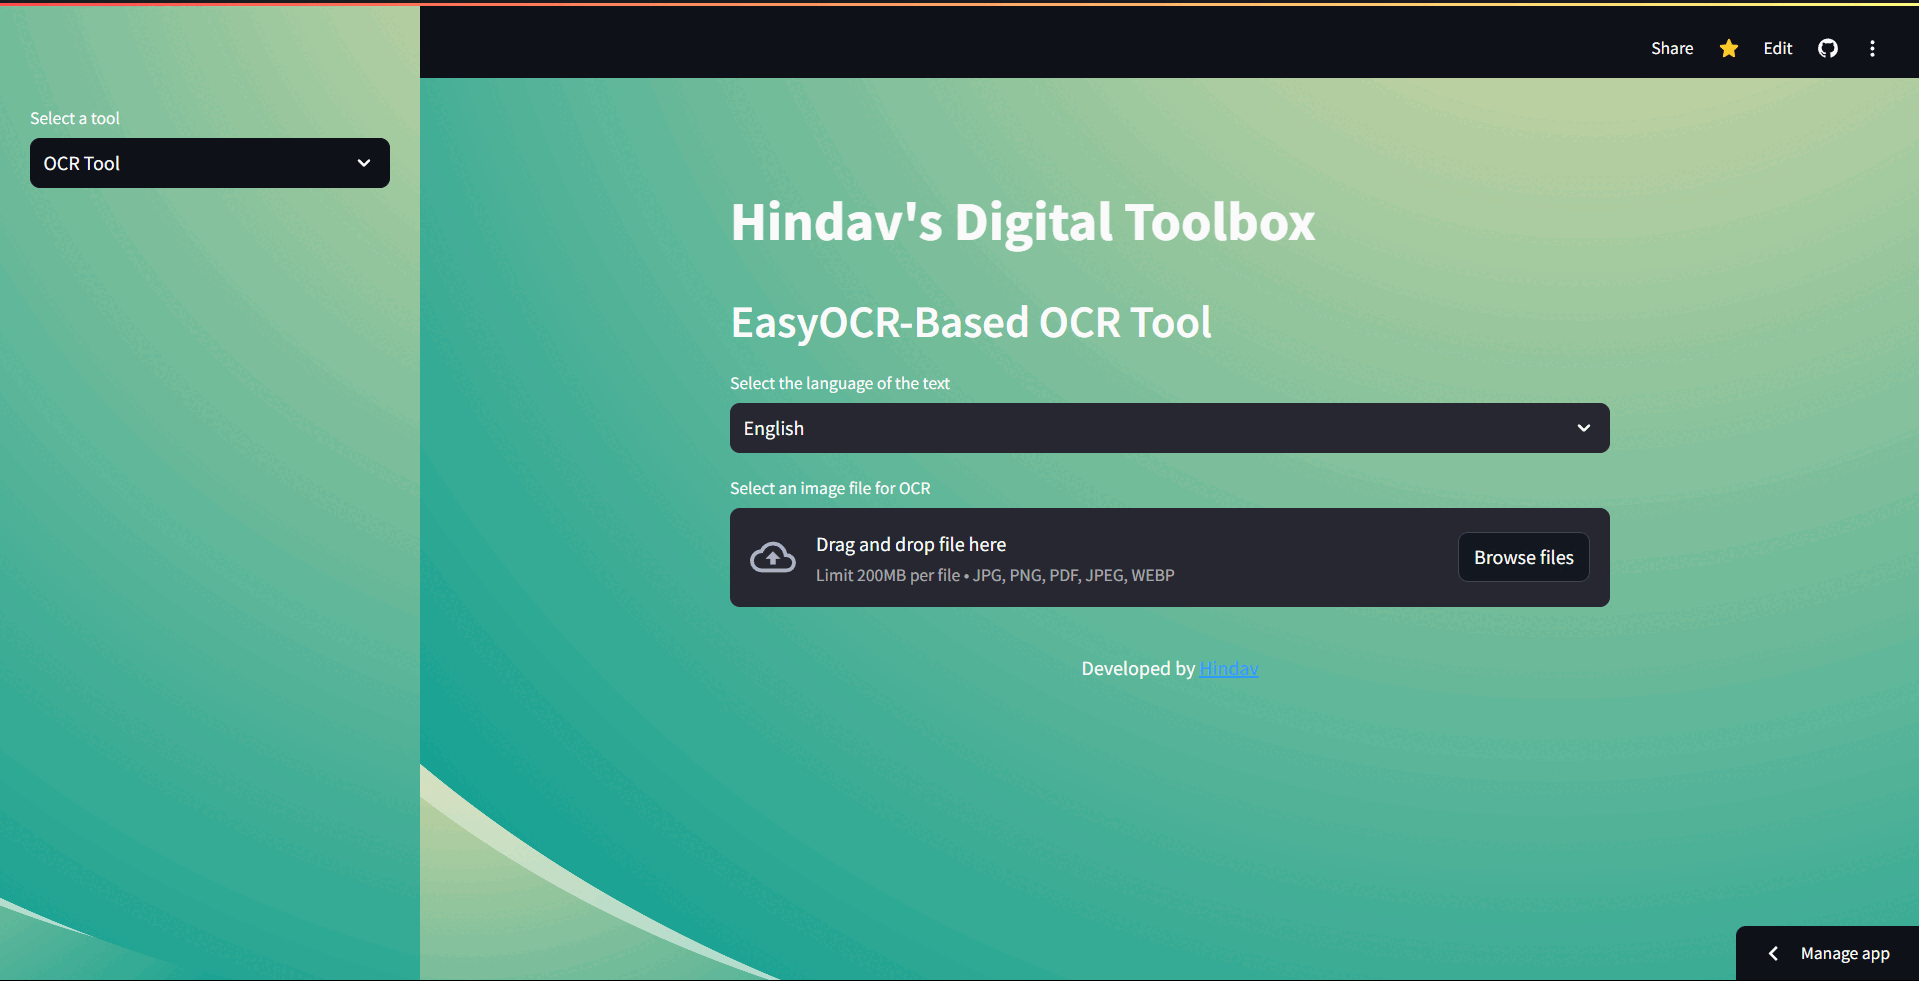 Share Edit
Select a tool
OCR Tool
Hindav's Digital Toolbox
EasyOCR-Based OCR Tool
Select the language of the text
English
Select an image file for OCR
Drag and drop file here
Limit 200MB per file • JPG, PNG, PDF, JPEG, WEBP
Browse files
Developed by Hindav
Manage app